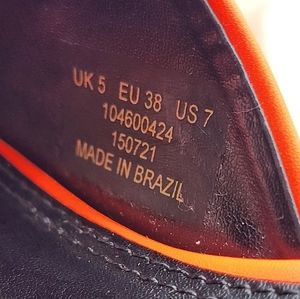 UK 5 EU 38 US 7
104600424
150721
MADE IN BRAZIL